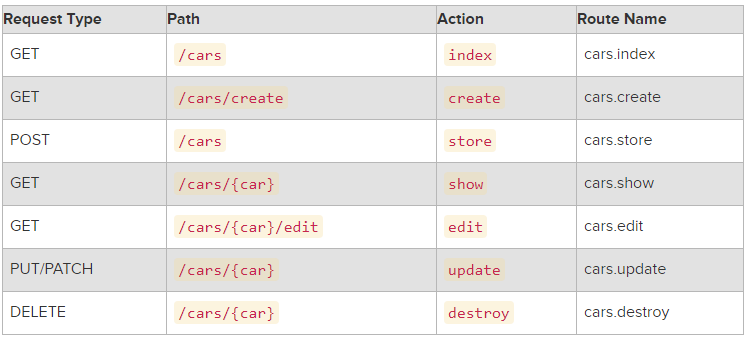 Request Type Path Action Route Name
GET /cars index cars.index
GET /cars/create create cars.create
POST /cars store cars.store
GET /cars/{car} show cars.show
GET /cars/{car}/edit edit cars.edit
PUT/PATCH /cars/{car} update cars.update
DELETE /cars/{car} destroy cars.destroy